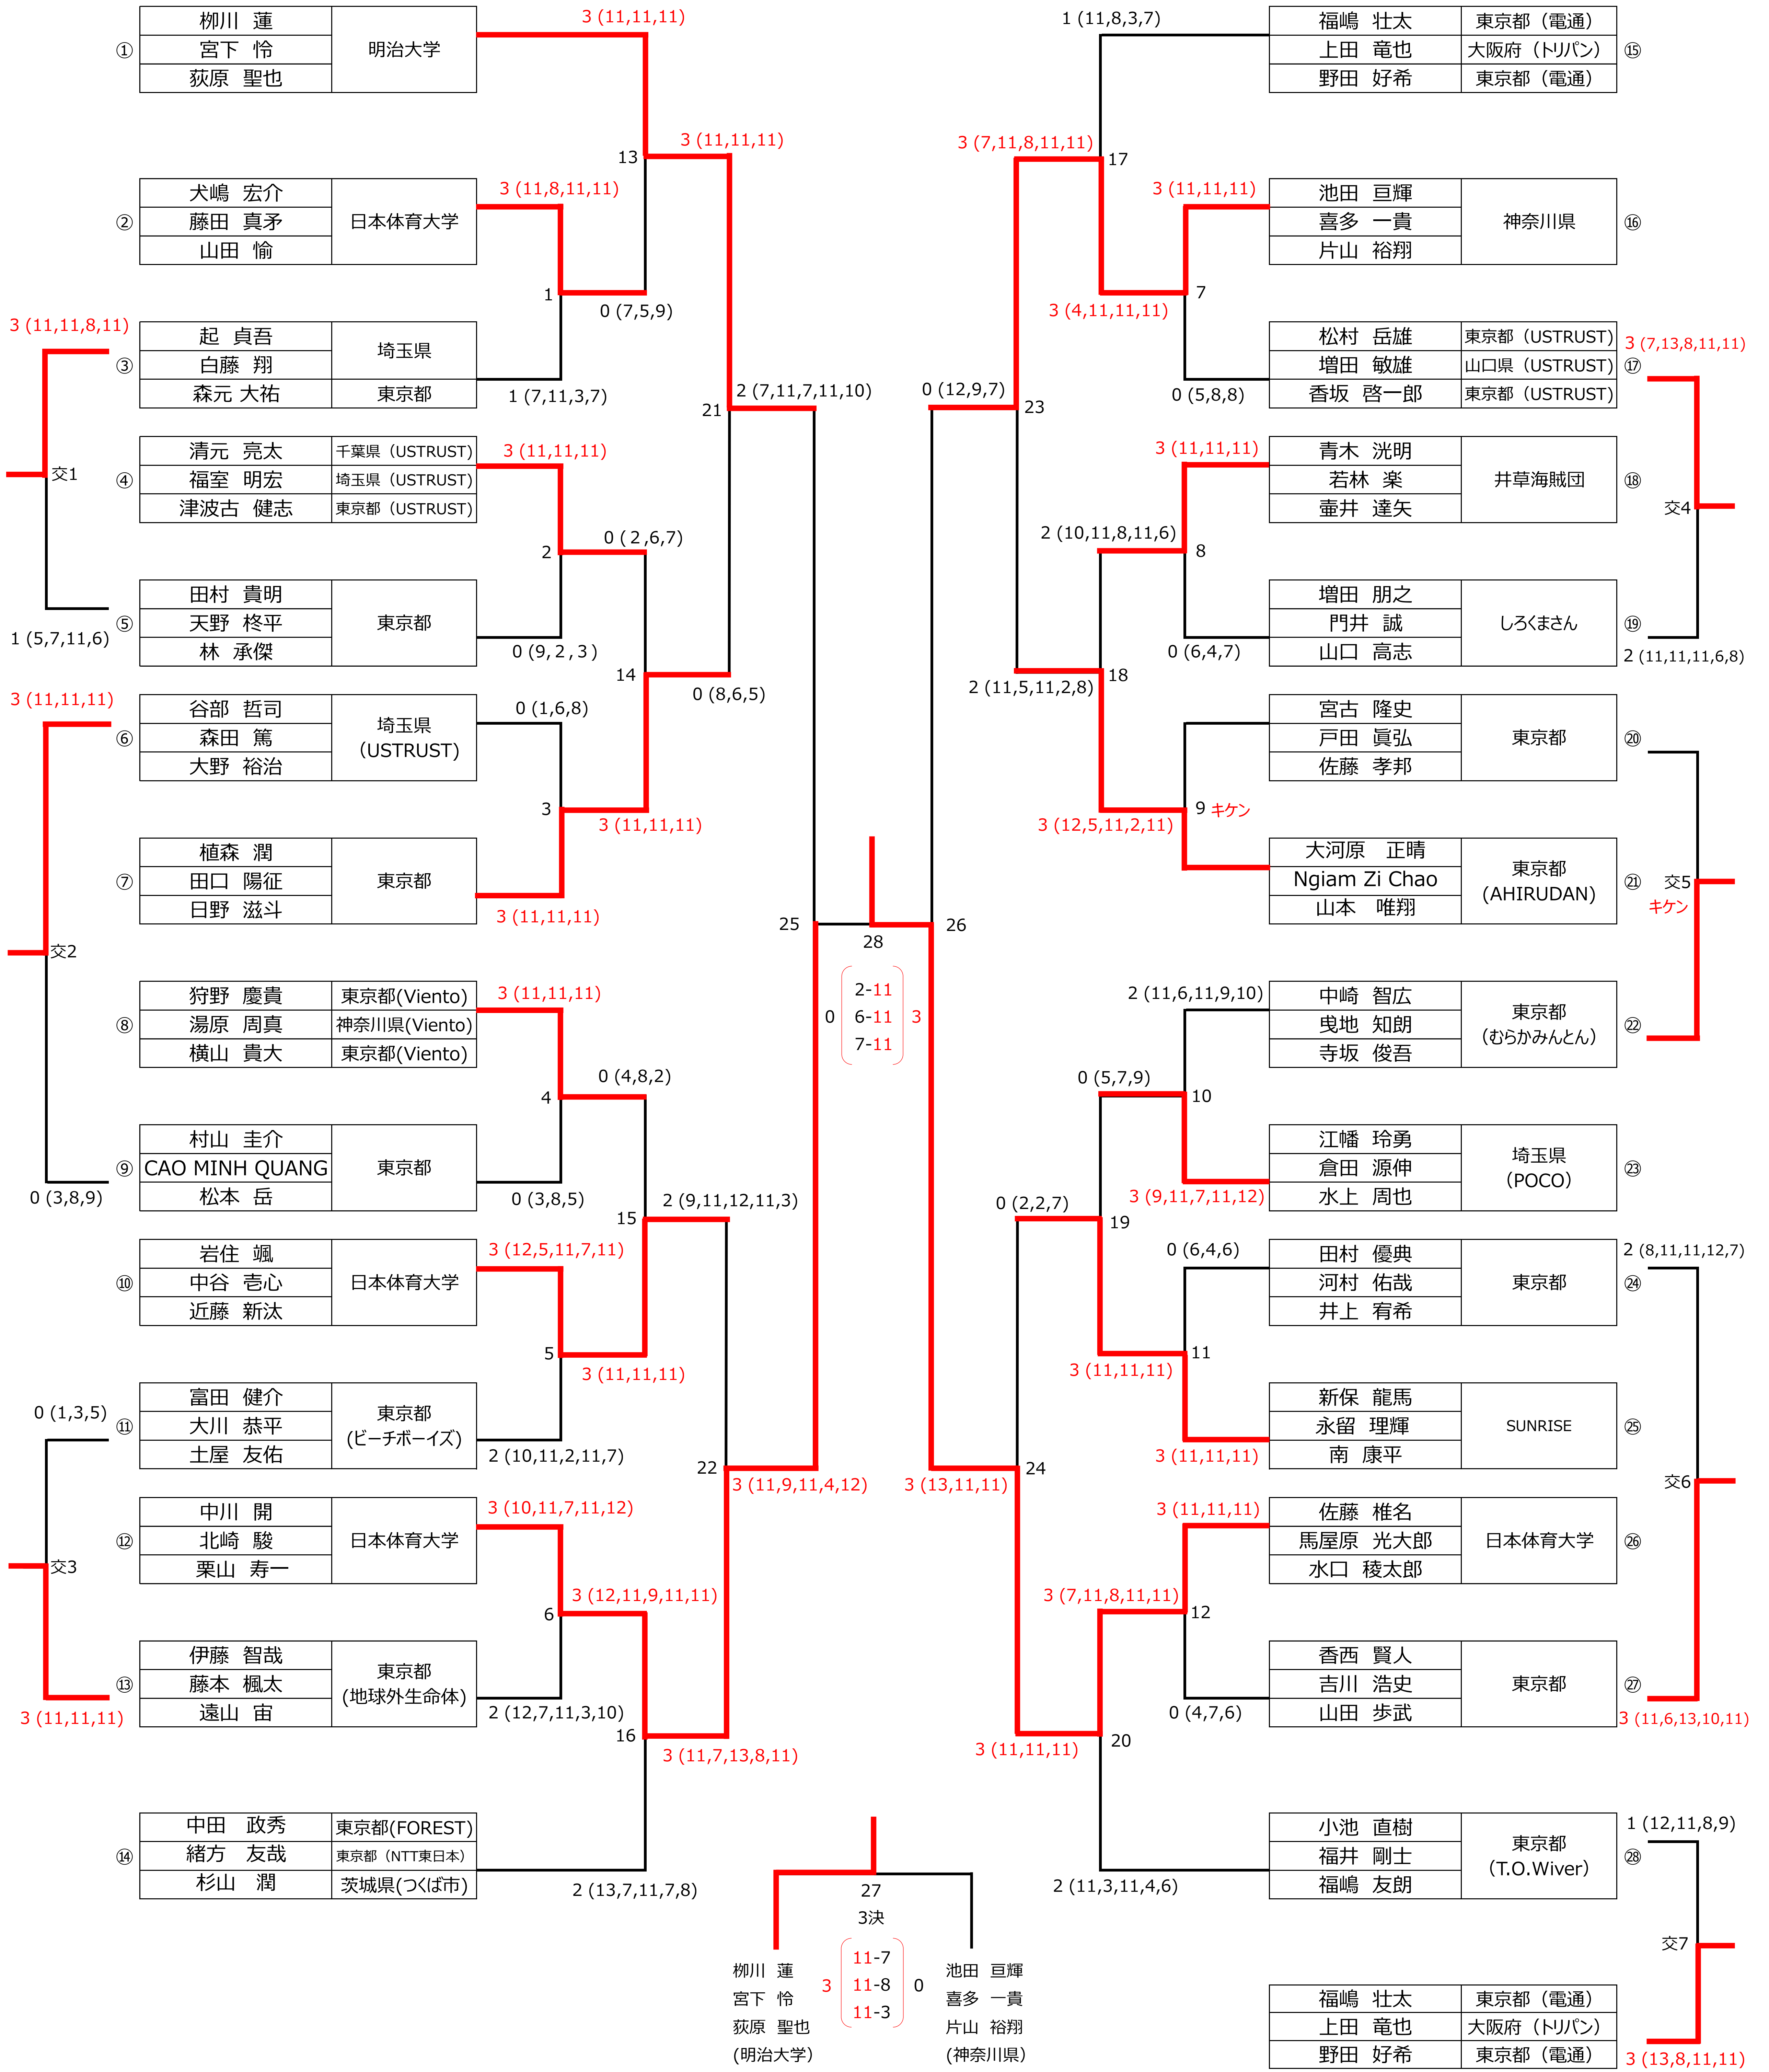 3 (11,11,11)
1 (11,8,3,7)
栁川 蓮
宮下 怜
荻原 聖也
①
明治大学
福嶋 壮太 東京都（電通）
上田 竜也 大阪府（トリパン）
野田 好希 東京都（電通）
⑮
13
3 (11,11,11)
3 (7,11,8,11,11)
17
犬嶋 宏介
藤田 真矛
山田 愉
②
日本体育大学
3 (11,8,11,11)
3 (11,11,11)
池田 亘輝
喜多 一貴
片山 裕翔
神奈川県
⑯
1
0 (7,5,9)
3 (4,11,11,11)
7
3 (11,11,8,11)
起 貞吾
白藤 翔
森元 大祐
③
埼玉県
東京都
1 (7,11,3,7)
松村 岳雄 東京都（USTRUST)
増田 敏雄 山口県（USTRUST)
香坂 啓一郎 東京都（USTRUST)
⑰
3 (7,13,8,11,11)
0 (5,8,8)
21
2 (7,11,7,11,10)
0 (12,9,7)
23
交1
清元 亮太 千葉県（USTRUST)
福室 明宏 埼玉県（USTRUST)
津波古 健志 東京都（USTRUST)
④
3 (11,11,11)
3 (11,11,11)
青木 洸明
若林 楽
壷井 達矢
井草海賊団
⑱
交4
2
0 (２,6,7)
2 (10,11,8,11,6)
8
田村 貴明
天野 柊平
林 承傑
⑤
東京都
1 (5,7,11,6)
0 (9,２,３)
増田 朋之
門井 誠
山口 高志
しろくまさん
⑲
0 (6,4,7)
2 (11,11,11,6,8)
14
0 (8,6,5)
2 (11,5,11,2,8)
18
3 (11,11,11)
谷部 哲司
森田 篤
大野 裕治
⑥
埼玉県
（USTRUST)
0 (1,6,8)
宮古 隆史
戸田 眞弘
佐藤 孝邦
東京都
⑳
3
3 (11,11,11)
3 (12,5,11,2,11)
9 キケン
植森 潤
田口 陽征
日野 滋斗
⑦
東京都
3 (11,11,11)
大河原 正晴
Ngiam Zi Chao
山本 唯翔
東京都
(AHIRUDAN)
㉑
交5
キケン
交2
25
28
26
0
2-11
6-11
7-11
3
狩野 慶貴 東京都(Viento)
湯原 周真 神奈川県(Viento)
横山 貴大 東京都(Viento)
⑧
3 (11,11,11)
2 (11,6,11,9,10)
中崎 智広
曵地 知朗
寺坂 俊吾
東京都
(むらかみんとん)
㉒
4
0 (4,8,2)
0 (5,7,9)
10
村山 圭介
CAO MINH QUANG
松本 岳
⑨
東京都
0 (3,8,9)
0 (3,8,5)
江幡 玲勇
倉田 源伸
水上 周也
埼玉県
（POCO）
㉓
3 (9,11,7,11,12)
15
2 (9,11,12,11,3)
0 (2,2,7)
19
岩住 颯
中谷 壱心
近藤 新汰
⑩
日本体育大学
3 (12,5,11,7,11)
0 (6,4,6)
田村 優典
河村 佑哉
井上 宥希
東京都
㉔
2 (8,11,11,12,7)
5
3 (11,11,11)
3 (11,11,11)
11
0 (1,3,5)
富田 健介
大川 恭平
土屋 友佑
⑪
東京都
(ビーチボーイズ)
2 (10,11,2,11,7)
新保 龍馬
永留 理輝
南 康平
SUNRISE
㉕
3 (11,11,11)
22
3 (11,9,11,4,12)
3 (13,11,11)
24
交6
交3
中川 開
北崎 駿
栗山 寿一
⑫
日本体育大学
3 (10,11,7,11,12)
3 (11,11,11)
佐藤 椎名
馬屋原 光大郎
水口 稜太郎
日本体育大学
㉖
6
3 (12,11,9,11,11)
3 (7,11,8,11,11)
12
伊藤 智哉
藤本 楓太
遠山 宙
⑬
東京都
(地球外生命体)
3 (11,11,11)
2 (12,7,11,3,10)
香西 賢人
吉川 浩史
山田 歩武
東京都
㉗
0 (4,7,6)
3 (11,6,13,10,11)
16
3 (11,7,13,8,11)
3 (11,11,11)
20
中田 政秀 東京都(FOREST)
緒方 友哉 東京都（NTT東日本）
杉山 潤 茨城県(つくば市)
⑭
2 (13,7,11,7,8)
小池 直樹
福井 剛士
福嶋 友朗
東京都
（T.O.Wiver）
㉘
1 (12,11,8,9)
2 (11,3,11,4,6)
27
3決
交7
栁川 蓮
宮下 怜
荻原 聖也
(明治大学)
3
11-7
11-8
11-3
0
池田 亘輝
喜多 一貴
片山 裕翔
(神奈川県)
福嶋 壮太 東京都（電通）
上田 竜也 大阪府（トリパン）
野田 好希 東京都（電通）
3 (13,8,11,11)